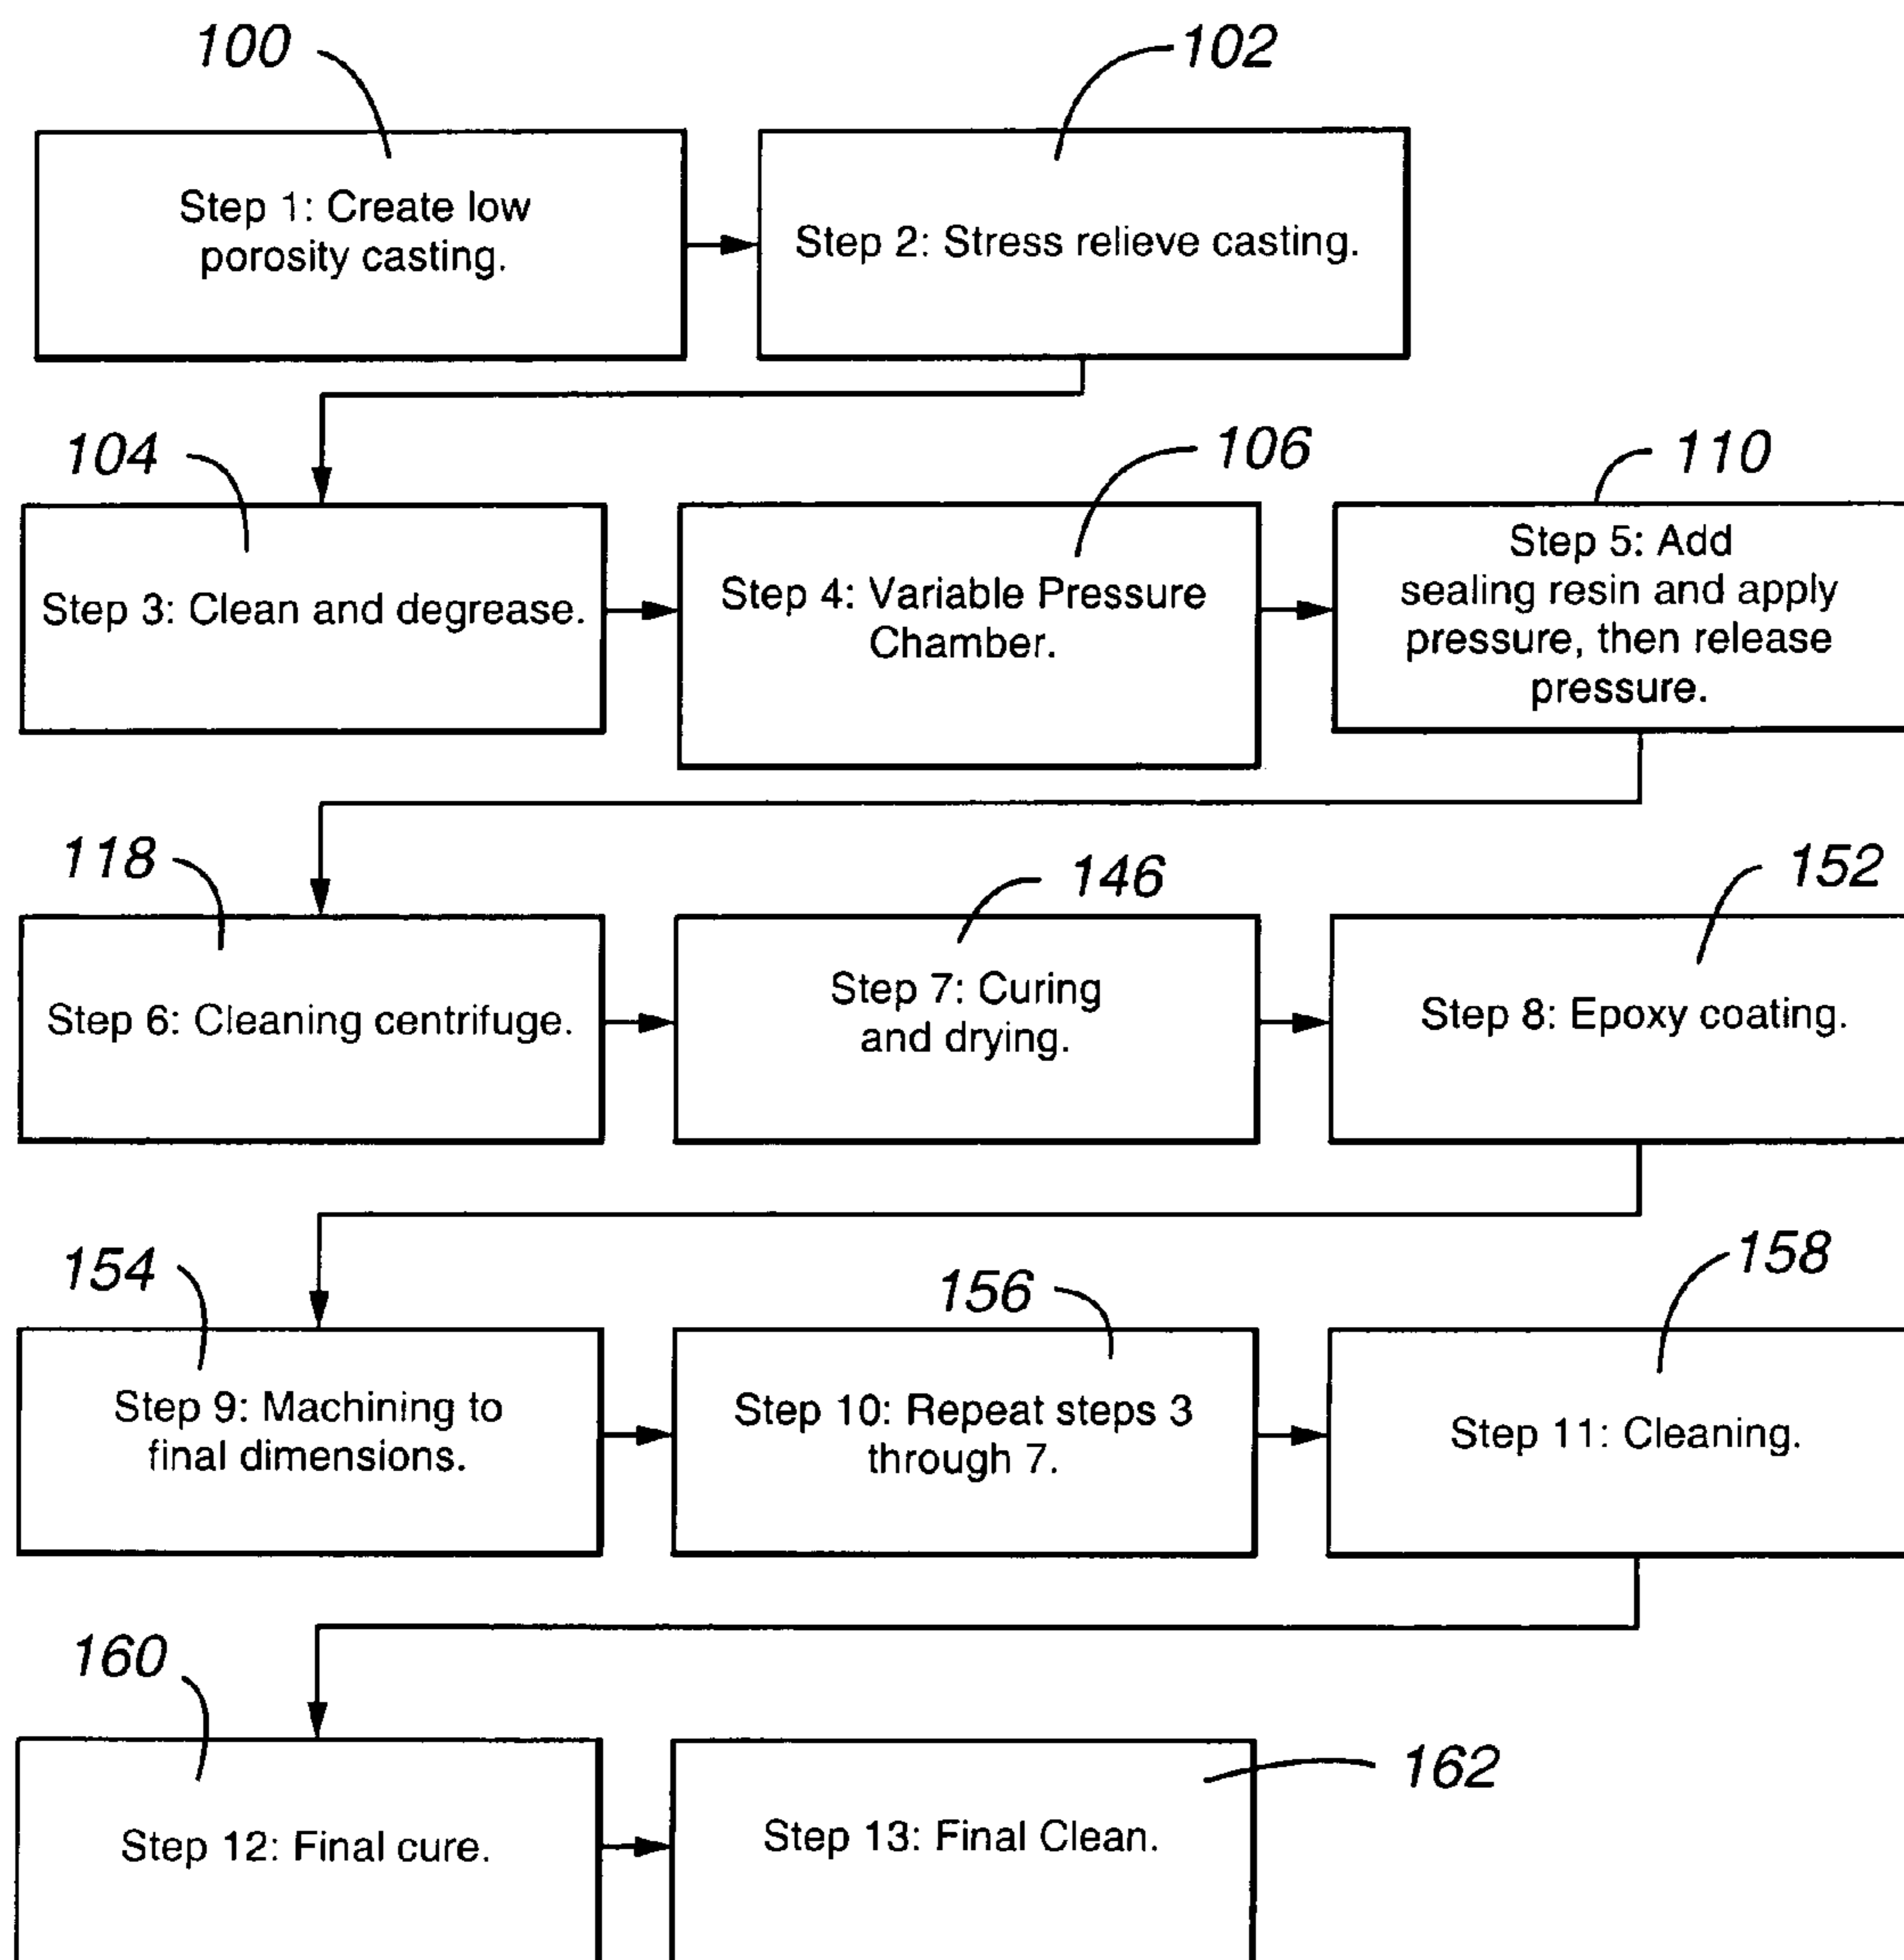 100
102
Step 1: Create low
porosity casting.
Step 2: Stress relieve casting.
104
106
110
Step 3: Clean and degrease.
Step 4: Variable Pressure
Chamber.
Step 5: Add
sealing resin and apply
pressure, then release
pressure.
118
146
152
Step 6: Cleaning centrifuge.
Step 7: Curing
and drying.
Step 8: Epoxy coating.
154
156
158
Step 9: Machining to
final dimensions.
Step 10: Repeat steps 3
through 7.
Step 11: Cleaning.
160
162
Step 12: Final cure.
Step 13: Final Clean.